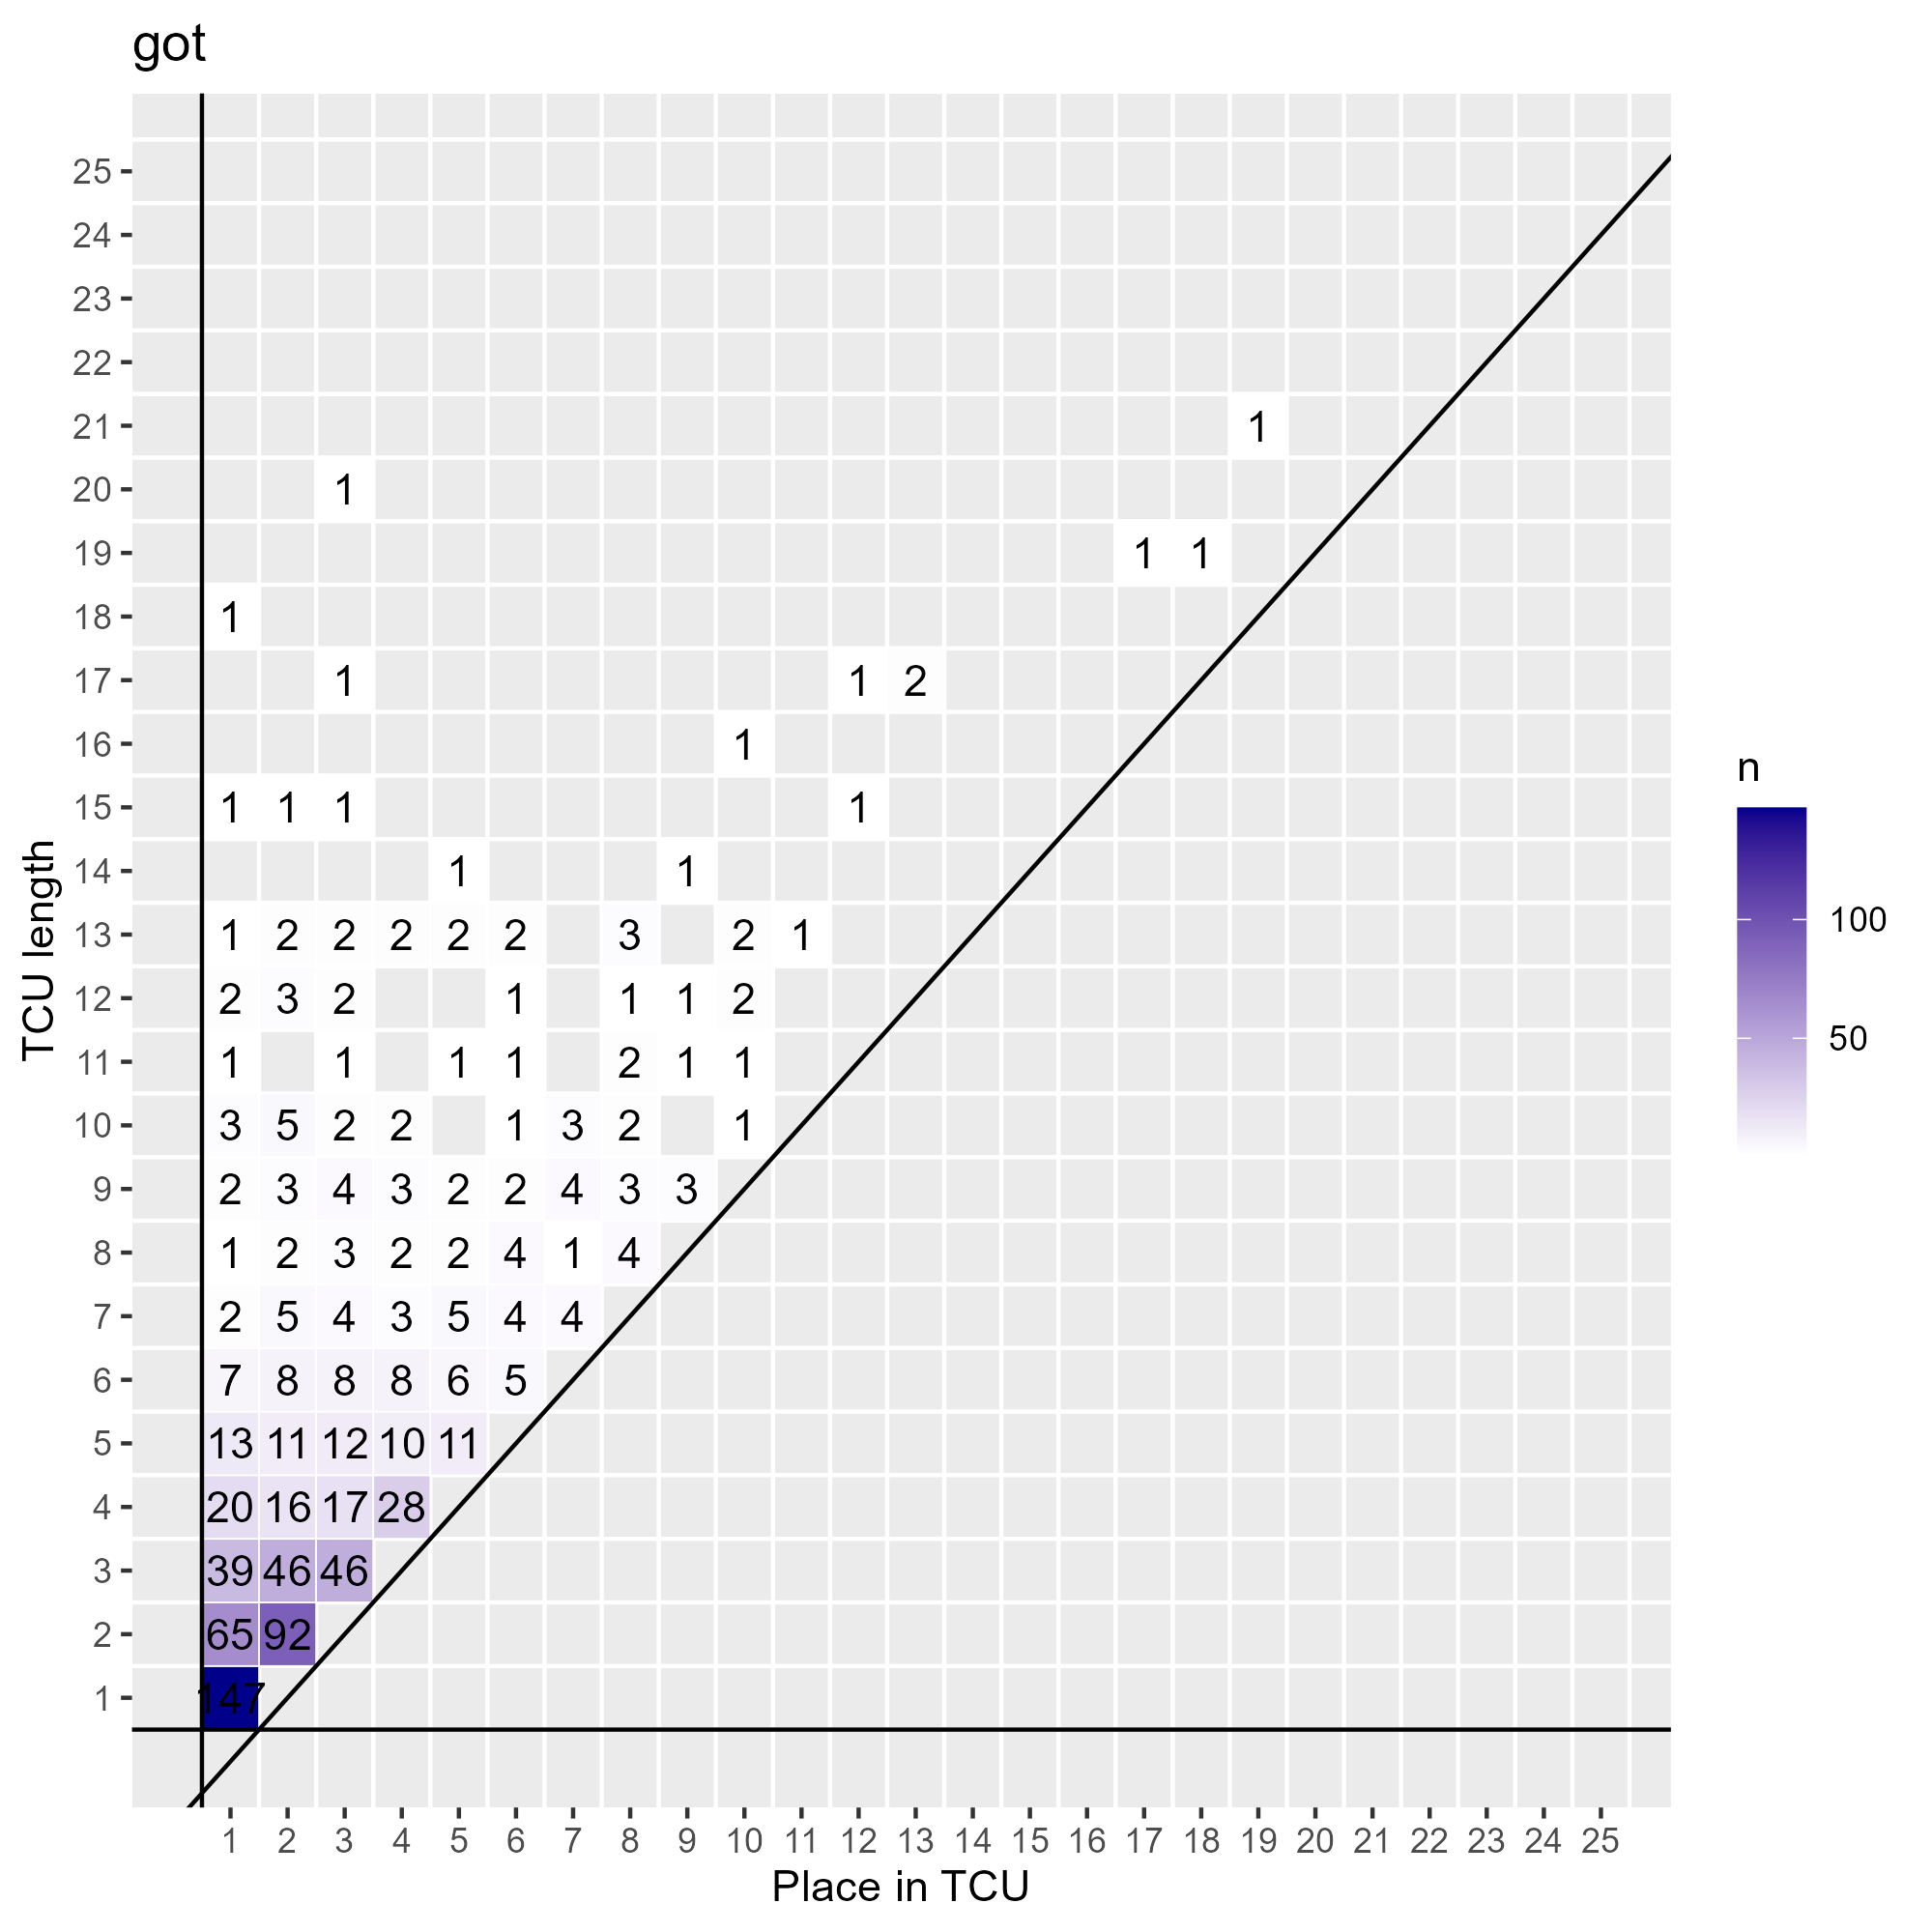 got
25
24
23
22
21 1
20 1
19 1 1
18 1
17 1 1 2
16 1
15 1 1 1 1
14 1 1
13 1 2 2 2 2 2 3 2 1
12 2 3 2 1 1 1 2
11 1 1 1 1 2 1 1
10 3 5 2 2 1 3 2 1
9 2 3 4 3 2 2 4 3 3
8 1 2 3 2 2 4 1 4
7 2 5 4 3 5 4 4
6 7 8 8 8 6 5
5 13 11 12 10 11
4 20 16 17 28
3 39 46 46
2 65 92
1 147
1 2 3 4 5 6 7 8 9 10 11 12 13 14 15 16 17 18 19 20 21 22 23 24 25
Place in TCU
TCU length
n
100
50